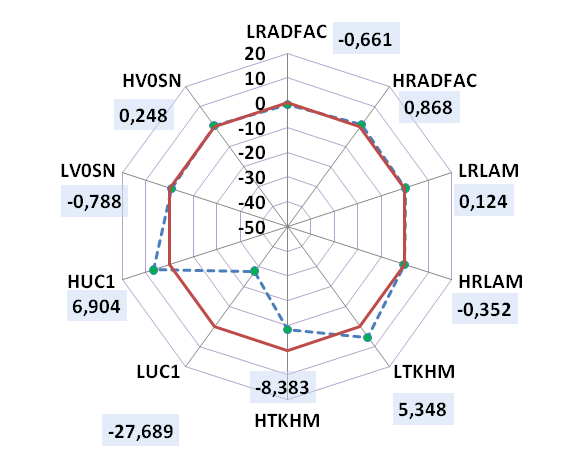 LRADFAC
-0,661
20
10
0
-10
-20
-30
-40
-50
HRADFAC
0,868
LRLAM
0,124
HRLAM
-0,352
LTKHM
5,348
HTKHM
-8,383
LUC1
-27,689
HUC1
6,904
LV0SN
-0,788
HV0SN
0,248